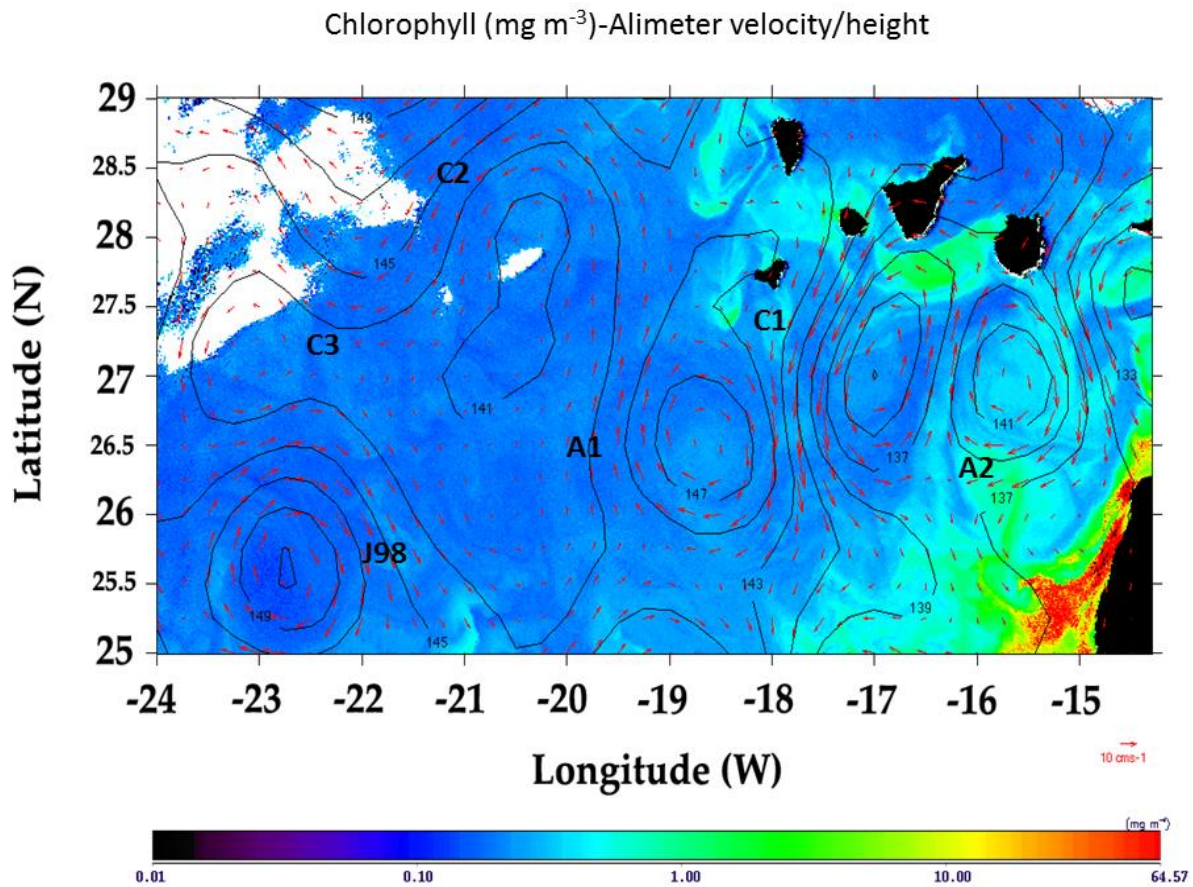 Chlorophyll (mg m-3)-Alimeter velocity/height
29
28.5
28
27.5
27
26.5
26
25.5
25
Latitude (N)
149
C2
145
C3
C1
141
133
141
A1
A2
137
147
137
J98
143
139
149
145
-24 -23 -22 -21 -20 -19 -18 -17 -16 -15
Longitude (W)
10 cms-1
(mg m-3)
0.01 0.10 1.00 10.00 64.57